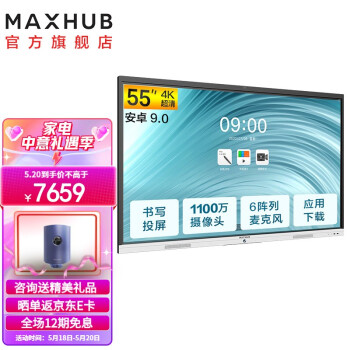 MAXHUB
官方旗舰店
55″ 4K
超清
安卓 9.0
09:00
书写
投屏
1100万
摄像头
6阵列
麦克风
应用
下载
家电
中意礼遇季
5.20到手价不高于
¥7659
咨询送精美礼品
晒单返京东E卡
全场12期免息
活动时间:5月18日-5月20日